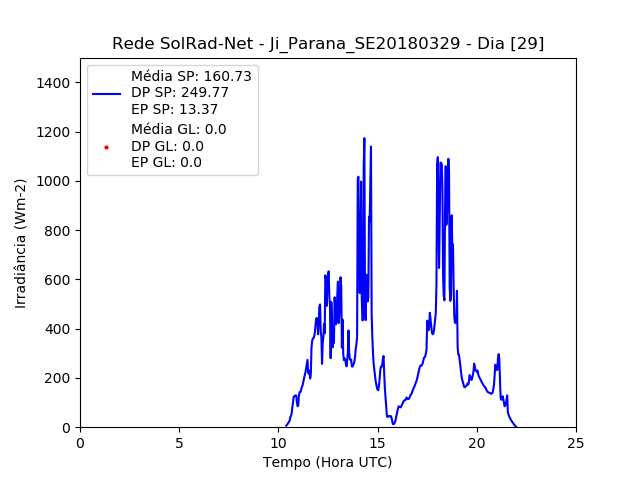 Rede SolRad-Net - Ji_Parana_SE20180329 - Dia [29]
Média SP: 160.73
DP SP: 249.77
EP SP: 13.37
Média GL: 0.0
DP GL: 0.0
EP GL: 0.0
1400
1200
1000
800
600
400
200
0
Irradiância (Wm-2)
0 5 10 15 20 25
Tempo (Hora UTC)